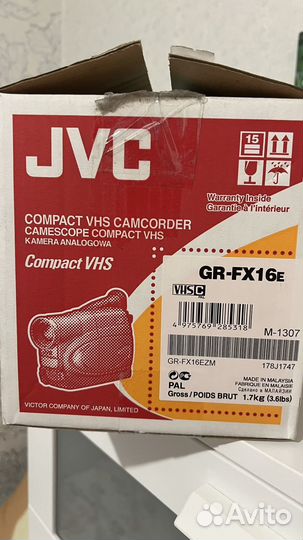 JVC
15
Warranty Inside
Garantie à l'intérieur
COMPACT VHS CAMCORDER
CAMESCOPE COMPACT VHS
KAMERA ANALOGOWA
Compact VHS
GR-FX16E
VHS C
PAL
4 975769 285318
M-1307
GR-FX16EZM
178J1747
MADE IN MALAYSIA
FABRIQUE EN MALAISIE
Сделано в МАЛАЙЗИИ
PAL
Gross/POIDS BRUT 1.7kg (3.6lbs)
VICTOR COMPANY OF JAPAN, LIMITED
Avito